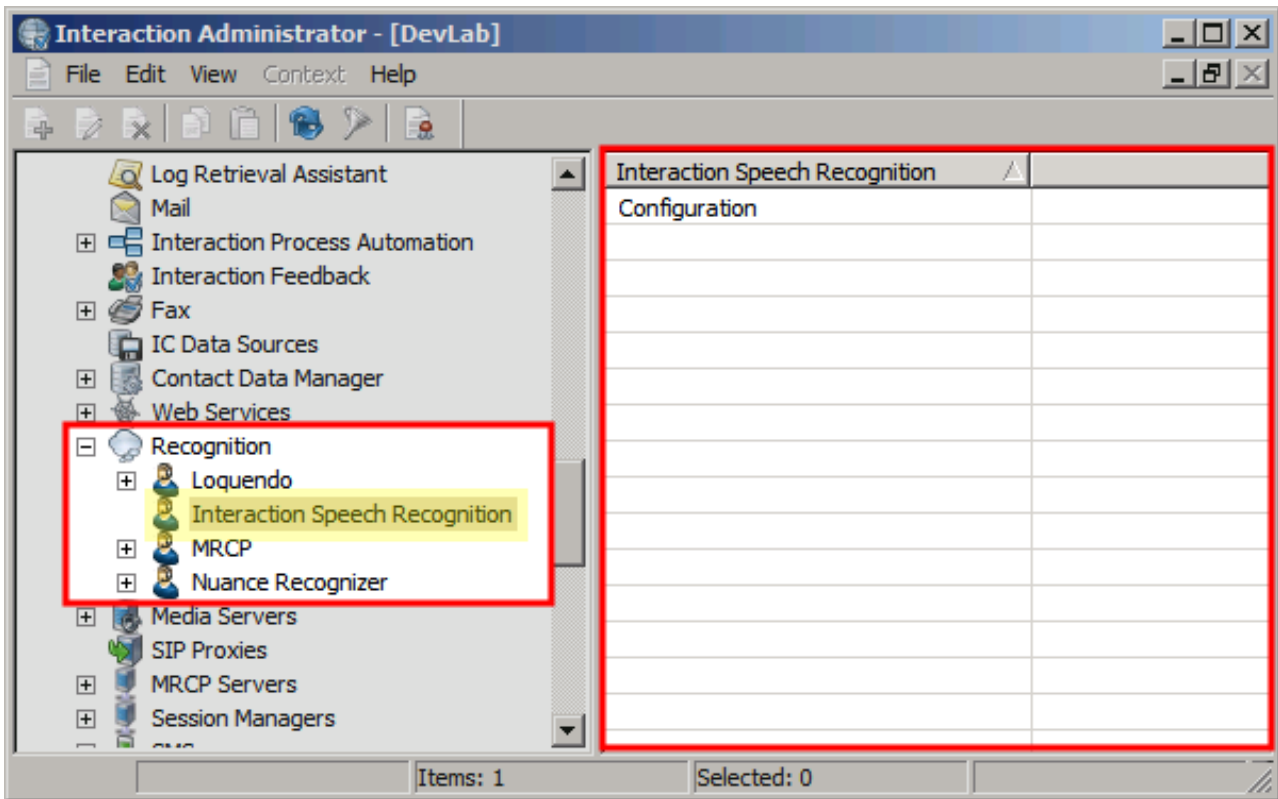 Interaction Administrator - [DevLab]
File Edit View Context Help
Log Retrieval Assistant
Mail
Interaction Process Automation
Interaction Feedback
Fax
IC Data Sources
Contact Data Manager
Web Services
Recognition
Loquendo
Interaction Speech Recognition
MRCP
Nuance Recognizer
Media Servers
SIP Proxies
MRCP Servers
Session Managers
Interaction Speech Recognition
Configuration
Items: 1 Selected: 0